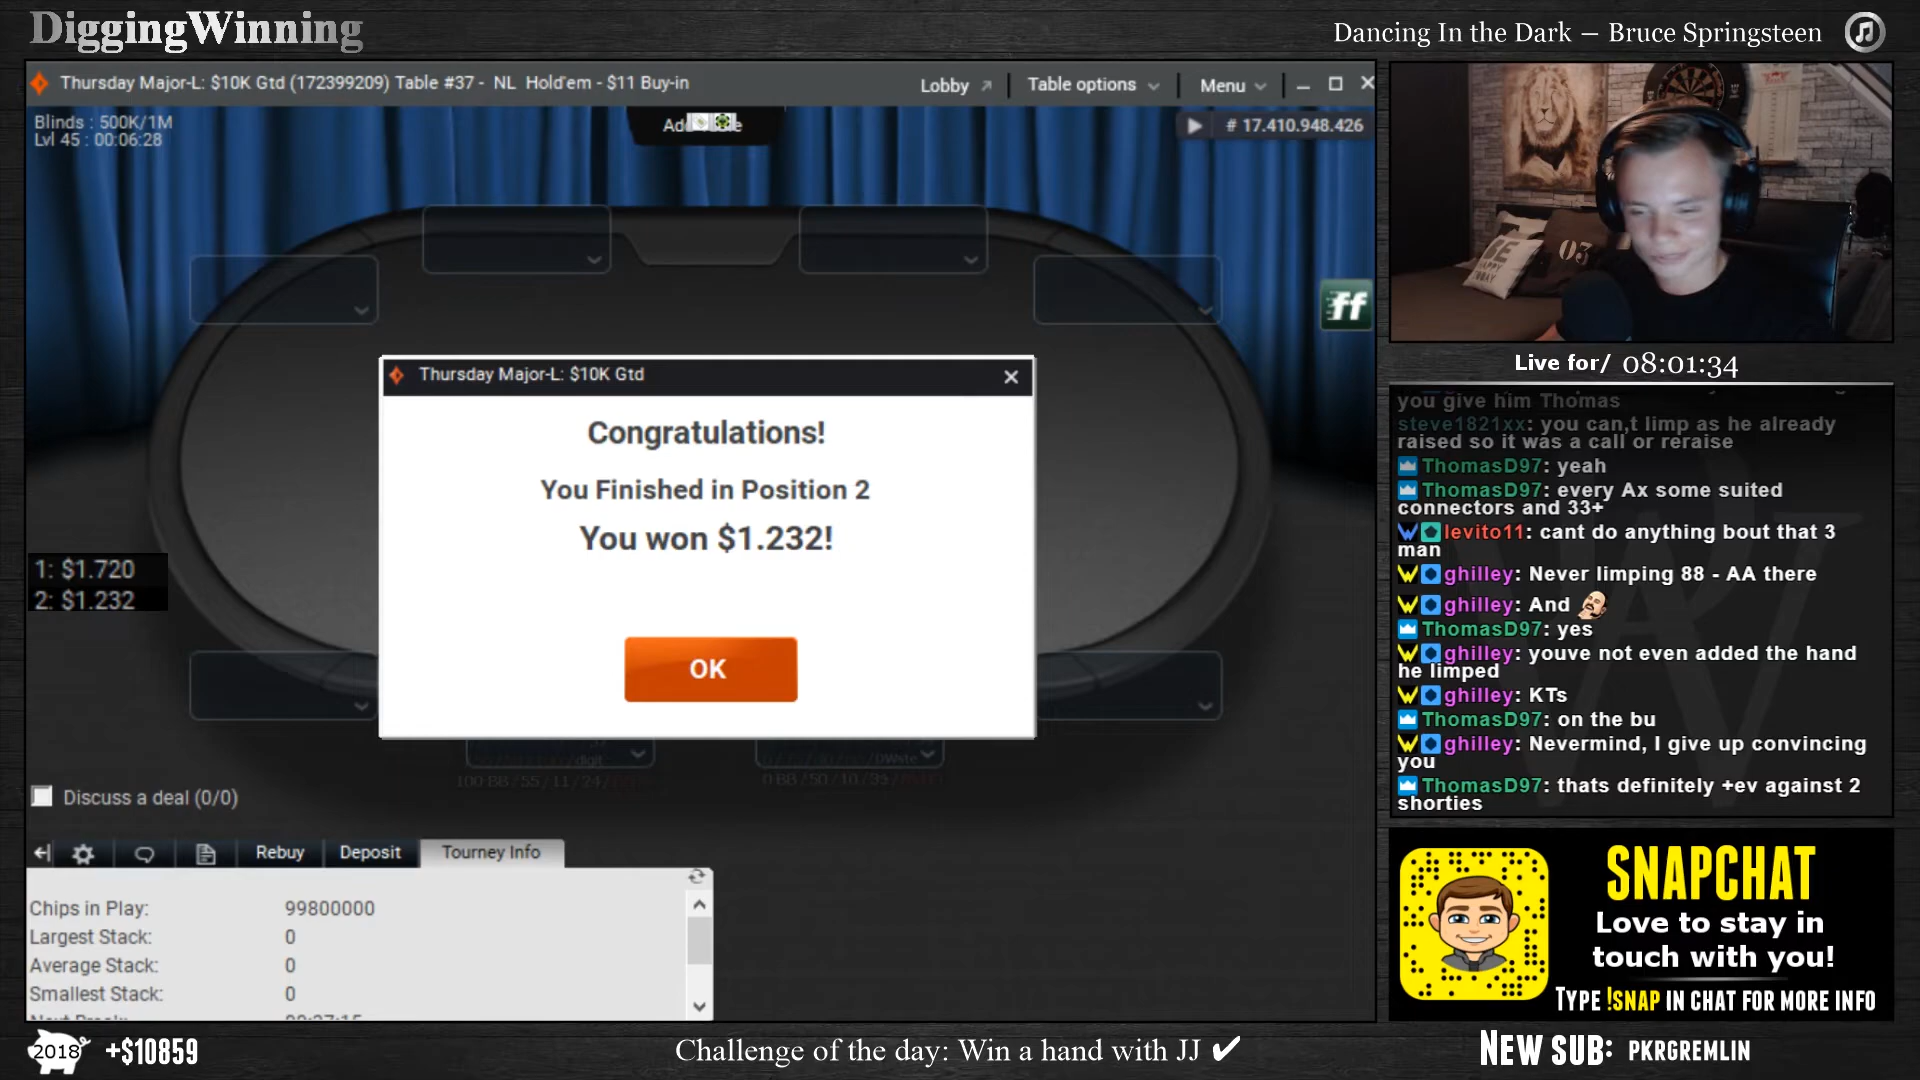 DiggingWinning
Dancing In the Dark – Bruce Springsteen
Thursday Major-L: $10K Gtd (172399209) Table #37 - NL Hold'em - $11 Buy-in
Lobby
Table options
Menu
Blinds : 500K/1M
Lvl 45 : 00:06:28
# 17.410.948.426
ff
BE
HAPPY
03
Thursday Major-L: $10K Gtd
Congratulations!
You Finished in Position 2
You won $1.232!
OK
1: $1.720
2: $1.232
Discuss a deal (0/0)
Rebuy
Deposit
Tourney Info
Chips in Play: 99800000
Largest Stack: 0
Average Stack: 0
Smallest Stack: 0
Live for/ 08:01:34
you give him Thomas
steve1821xx: you can,t limp as he already
raised so it was a call or reraise
ThomasD97: yeah
ThomasD97: every Ax some suited
connectors and 33+
levito11: cant do anything bout that 3
man
ghilley: Never limping 88 - AA there
ghilley: And
ThomasD97: yes
ghilley: youve not even added the hand
he limped
ghilley: KTs
ThomasD97: on the bu
ghilley: Nevermind, I give up convincing
you
ThomasD97: thats definitely +ev against 2
shorties
SNAPCHAT
Love to stay in
touch with you!
TYPE !SNAP IN CHAT FOR MORE INFO
2018
+$10859
Challenge of the day: Win a hand with JJ ✔
NEW SUB: PKRGREMLIN